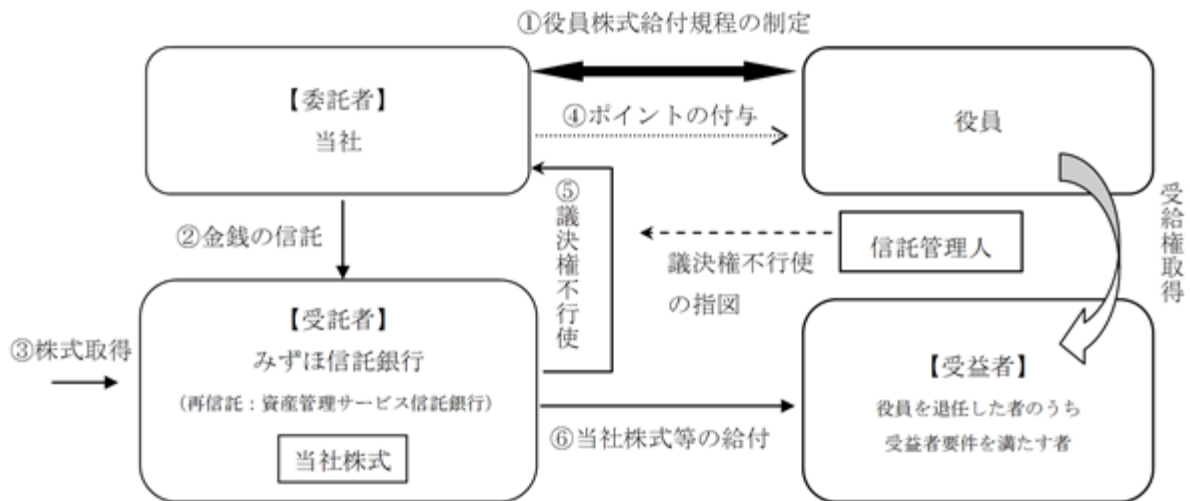 ①役員株式給付規程の制定
【委託者】
当社
④ポイントの付与
役員
②金銭の信託
⑤議決権不行使
議決権不行使
の指図
信託管理人
受給権取得
③株式取得
【受託者】
みずほ信託銀行
（再信託：資産管理サービス信託銀行）
当社株式
⑥当社株式等の給付
【受益者】
役員を退任した者のうち
受益者要件を満たす者